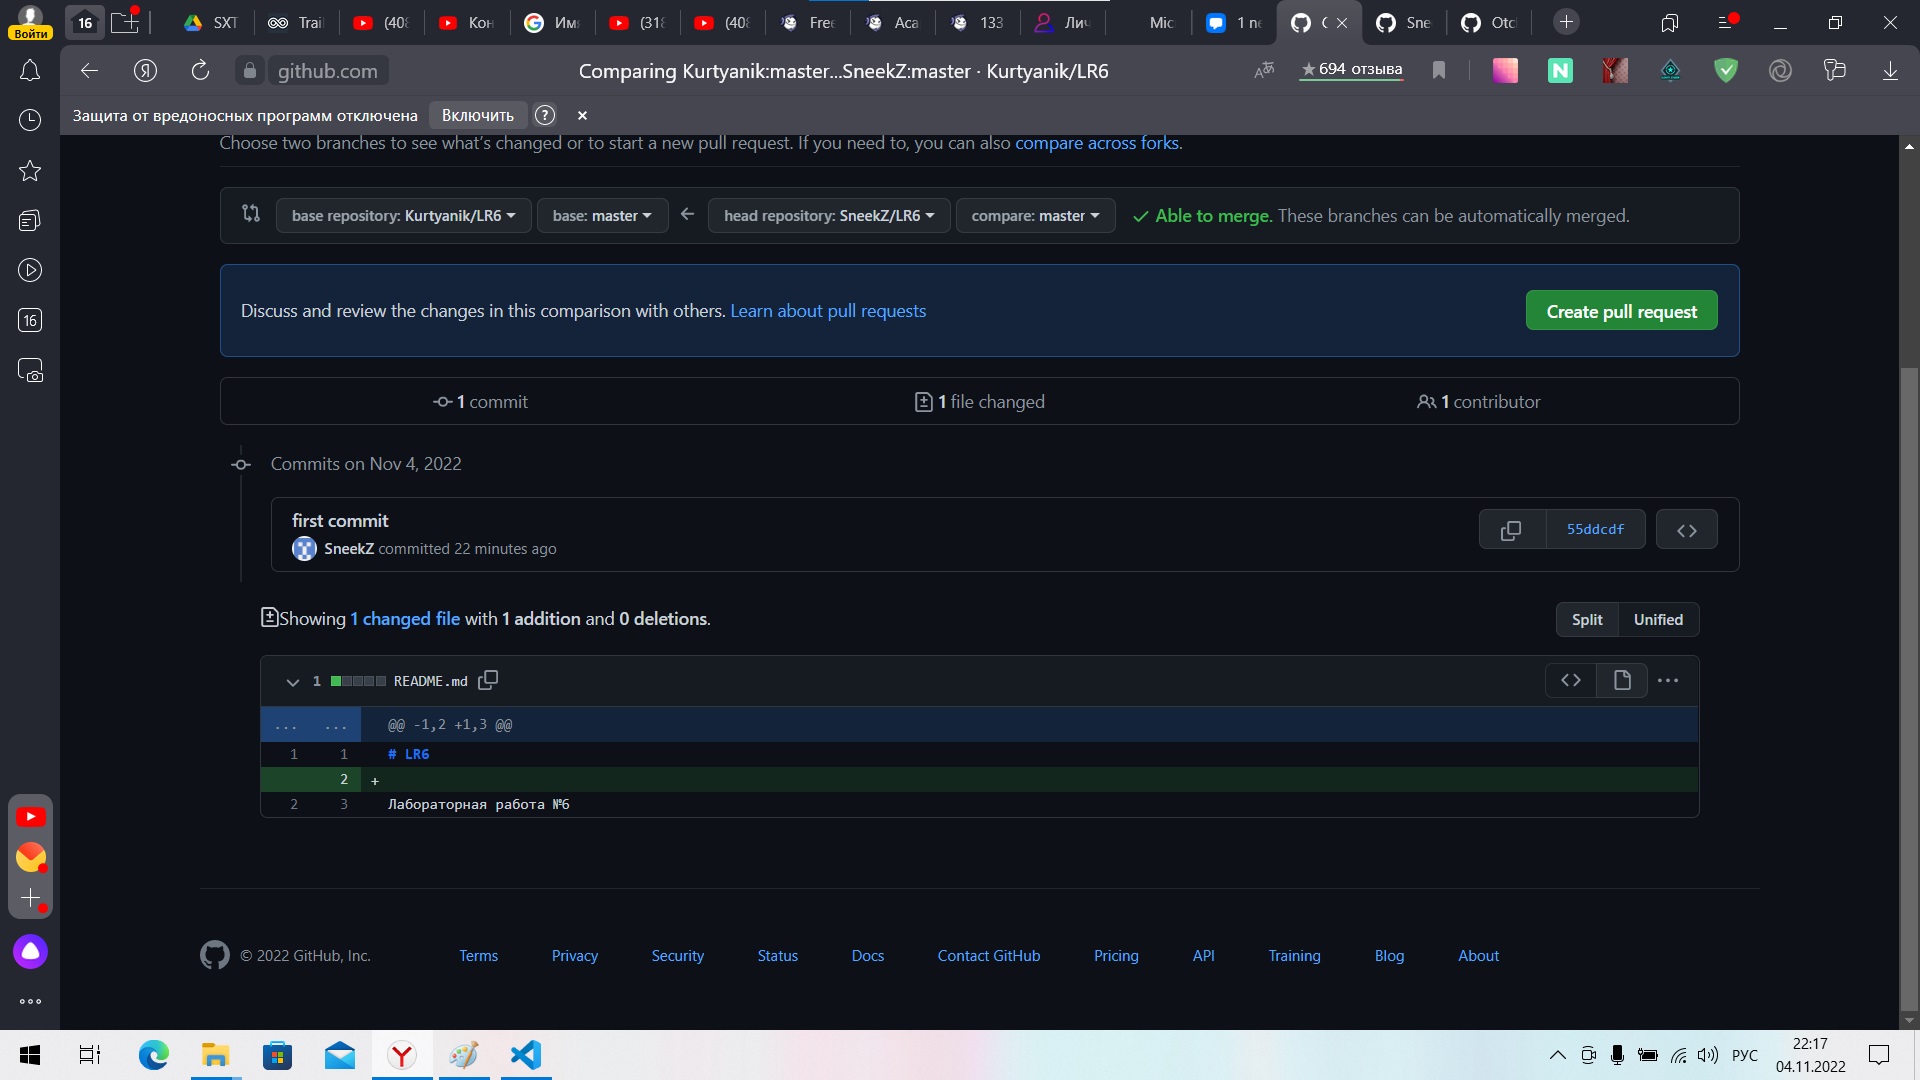 Войти
16
SXT
Trail
(408
Кон
Имя
(318
(408
Free
Aca
133
Лич
Mic
1 ne
Snee
Otch
github.com
Comparing Kurtyanik:master...SneekZ:master · Kurtyanik/LR6
★ 694 отзыва
Защита от вредоносных программ отключена
Включить
?
Choose two branches to see what's changed or to start a new pull request. If you need to, you can also compare across forks.
base repository: Kurtyanik/LR6
base: master
head repository: SneekZ/LR6
compare: master
Able to merge. These branches can be automatically merged.
Discuss and review the changes in this comparison with others. Learn about pull requests
Create pull request
1 commit
1 file changed
1 contributor
Commits on Nov 4, 2022
first commit
SneekZ committed 22 minutes ago
55ddcdf
Showing 1 changed file with 1 addition and 0 deletions.
Split
Unified
1 README.md
... ... @@ -1,2 +1,3 @@
1 1 # LR6
2 +
2 3 Лабораторная работа №6
© 2022 GitHub, Inc.
Terms
Privacy
Security
Status
Docs
Contact GitHub
Pricing
API
Training
Blog
About
16
РУС
22:17
04.11.2022